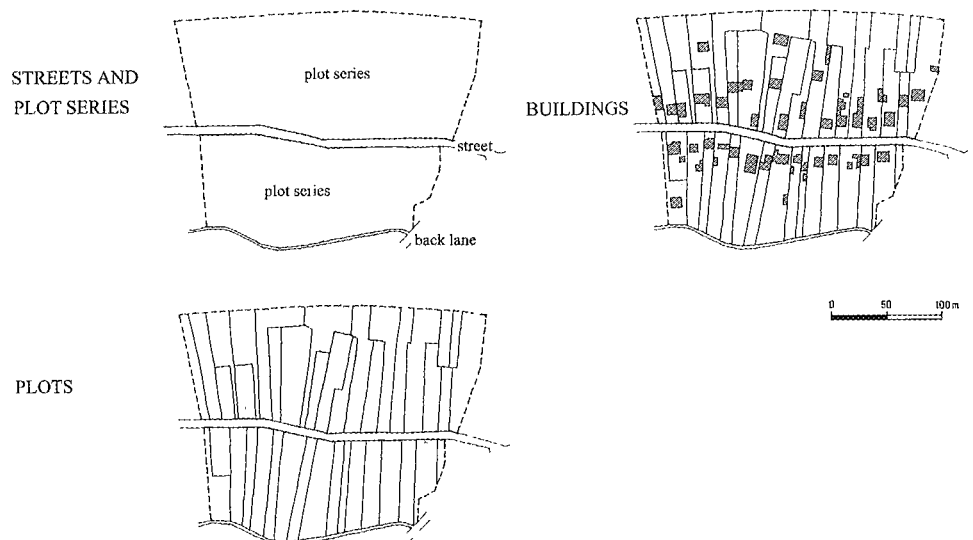 STREETS AND
PLOT SERIES
plot series
street
plot series
back lane
BUILDINGS
0 50 100 m
PLOTS